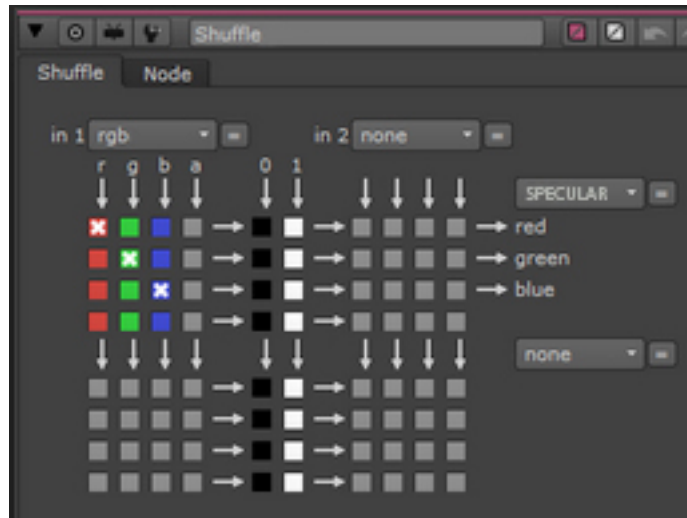 Shuffle
Shuffle Node
in 1 rgb in 2 none
r g b a 0 1
SPECULAR
red
green
blue
none